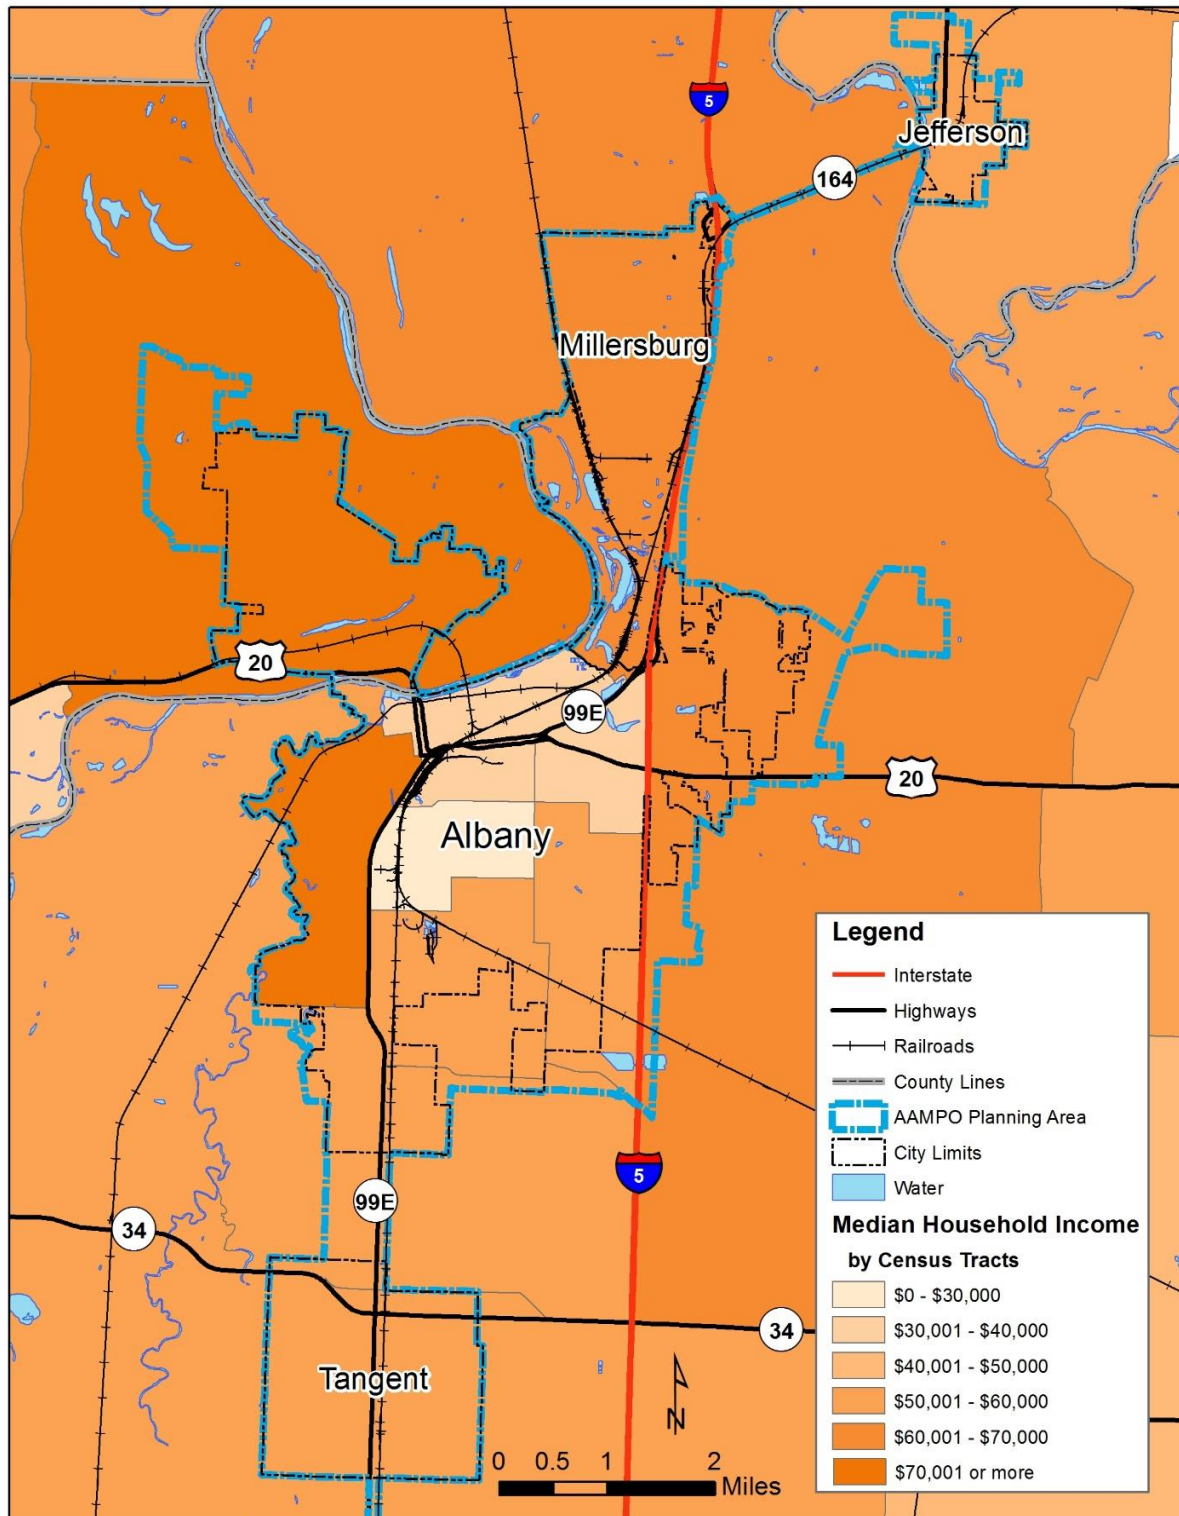 5
Jefferson
164
Millersburg
20
99E
20
Albany
Legend
Interstate
Highways
Railroads
County Lines
AAMPO Planning Area
City Limits
Water
Median Household Income
by Census Tracts
$0 - $30,000
$30,001 - $40,000
$40,001 - $50,000
$50,001 - $60,000
$60,001 - $70,000
$70,001 or more
5
99E
34
34
Tangent
N
0 0.5 1 2
Miles